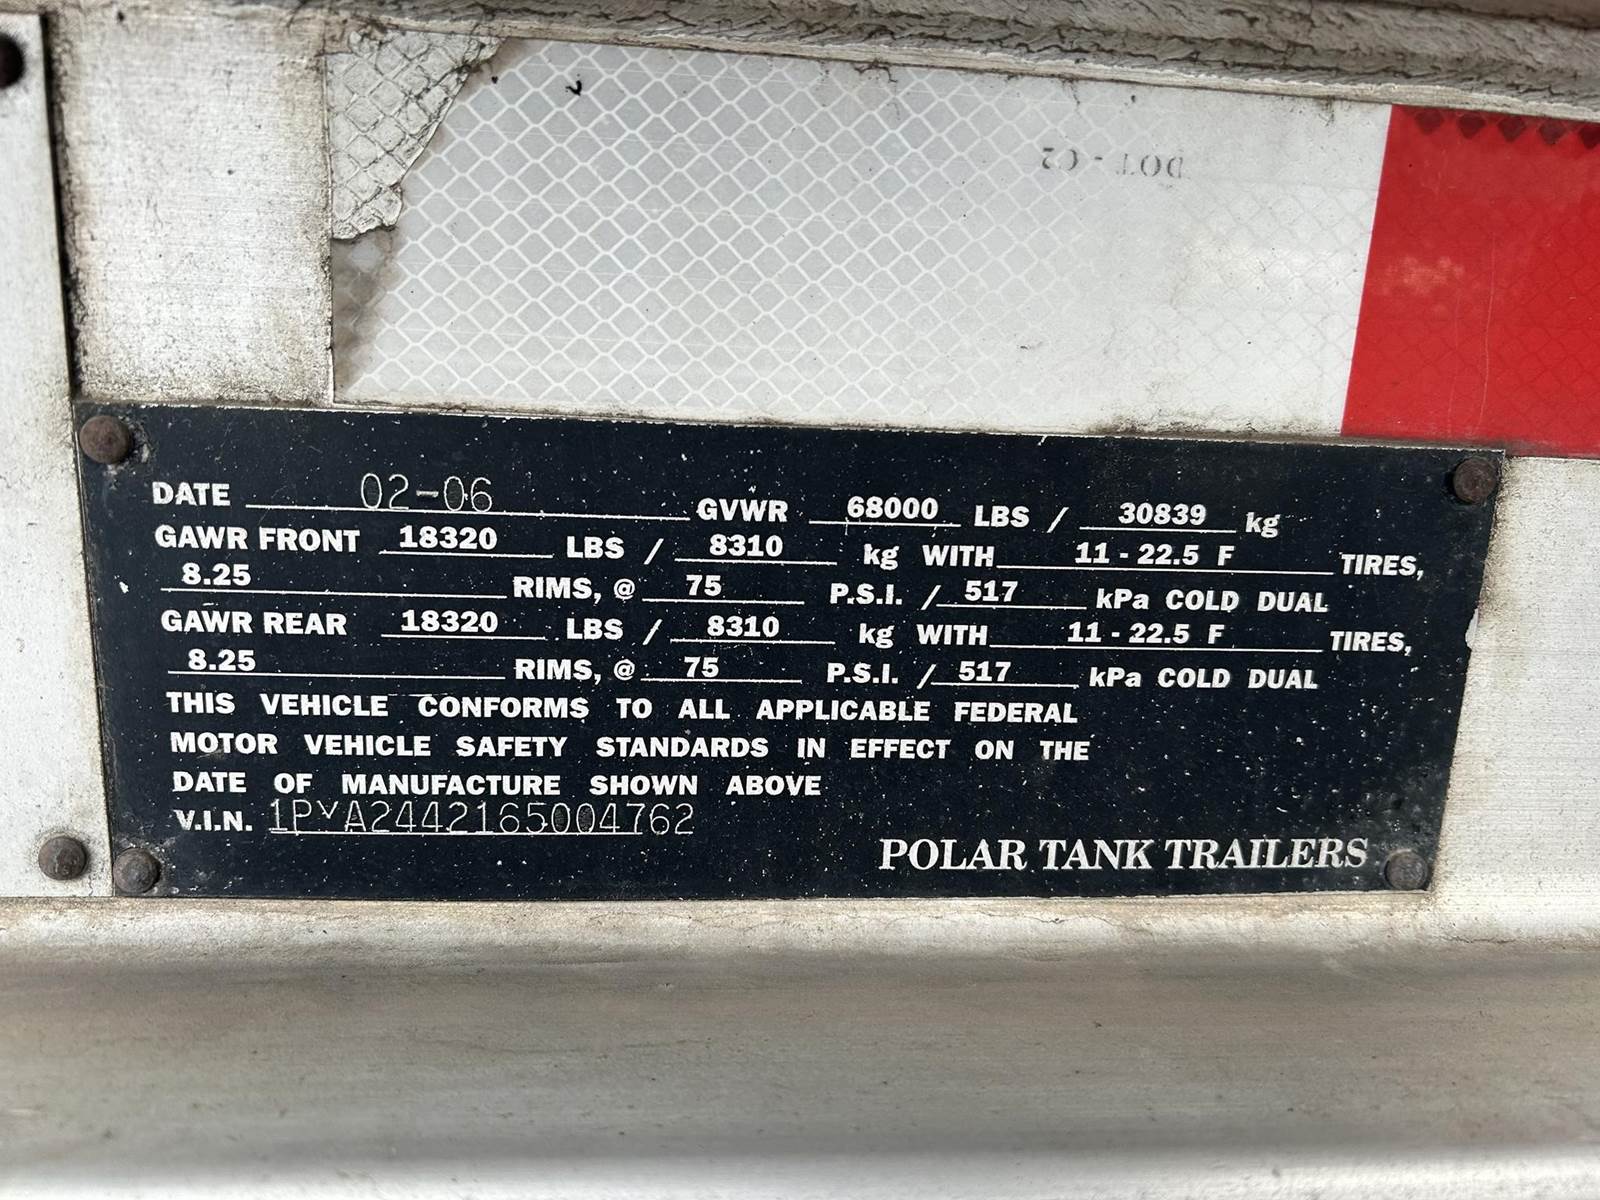 DOT-C2
DATE 02-06 GVWR 68000 LBS / 30839 kg
GAWR FRONT 18320 LBS / 8310 kg WITH 11 - 22.5 F TIRES,
8.25 RIMS, @ 75 P.S.I. / 517 kPa COLD DUAL
GAWR REAR 18320 LBS / 8310 kg WITH 11 - 22.5 F TIRES,
8.25 RIMS, @ 75 P.S.I. / 517 kPa COLD DUAL
THIS VEHICLE CONFORMS TO ALL APPLICABLE FEDERAL
MOTOR VEHICLE SAFETY STANDARDS IN EFFECT ON THE
DATE OF MANUFACTURE SHOWN ABOVE
V.I.N.
POLAR TANK TRAILERS